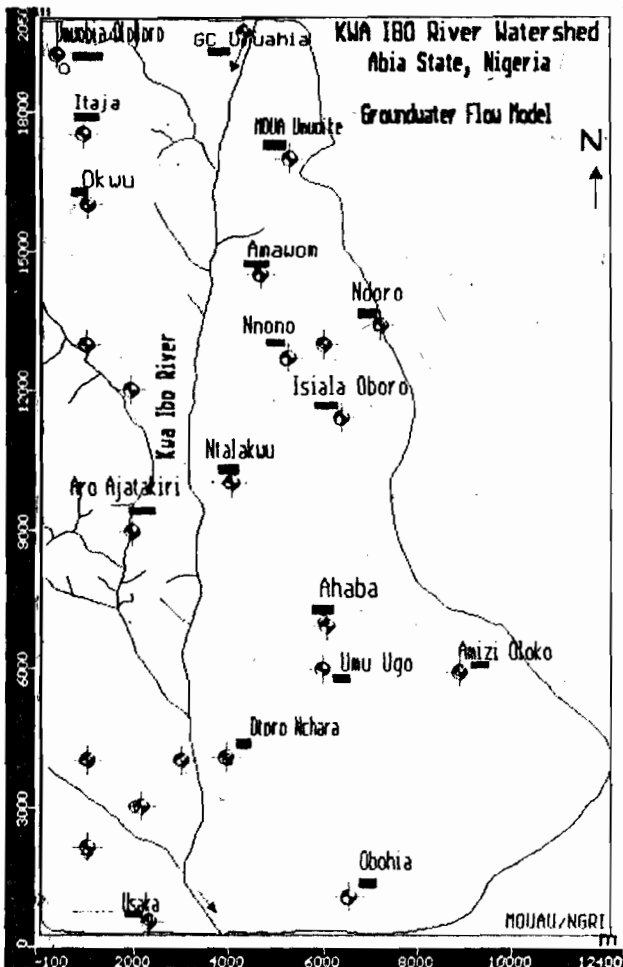 KWA IBO River Watershed
Abia State, Nigeria
Groundwater Flow Model
N
GC Umuahia
Itaja
MOUA Umudike
Okwu
Amawom
Ndoro
Nnono
Isiala Oboro
Kwa Ibo River
Ntalakwu
Aro Ajatakiri
Ahaba
Umu Ugo
Amizi Oloko
Otoro Nchara
Obohia
Usaka
MOUAU/NGRI
18000
15000
12000
9000
6000
3000
0
-100 2000 4000 6000 8000 10000 12400
m